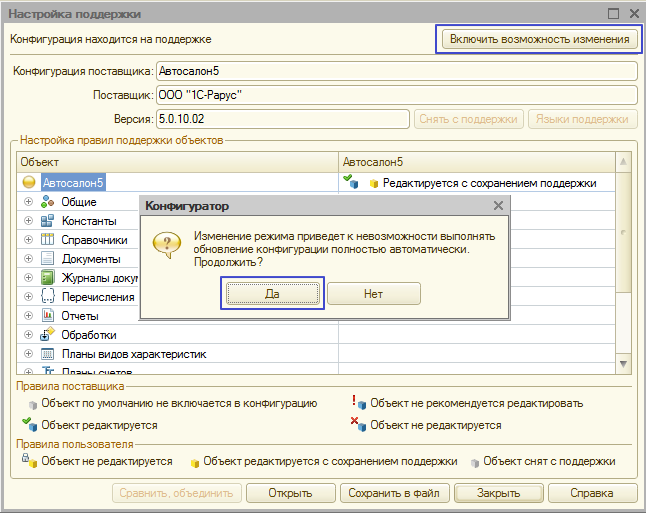 Настройка поддержки
Конфигурация находится на поддержке
Включить возможность изменения
Конфигурация поставщика: Автосалон5
Поставщик: ООО "1С-Рарус"
Версия: 5.0.10.02
Снять с поддержки
Языки поддержки
Настройка правил поддержки объектов
Объект
Автосалон5
Автосалон5
Редактируется с сохранением поддержки
Общие
Константы
Справочники
Документы
Журналы докум
Перечисления
Отчеты
Обработки
Планы видов характеристик
Планы счетов
Конфигуратор
Изменение режима приведет к невозможности выполнять
обновление конфигурации полностью автоматически.
Продолжить?
Да
Нет
Правила поставщика
Объект по умолчанию не включается в конфигурацию
Объект не рекомендуется редактировать
Объект редактируется
Объект не редактируется
Правила пользователя
Объект не редактируется
Объект редактируется с сохранением поддержки
Объект снят с поддержки
Сравнить, объединить
Открыть
Сохранить в файл
Закрыть
Справка